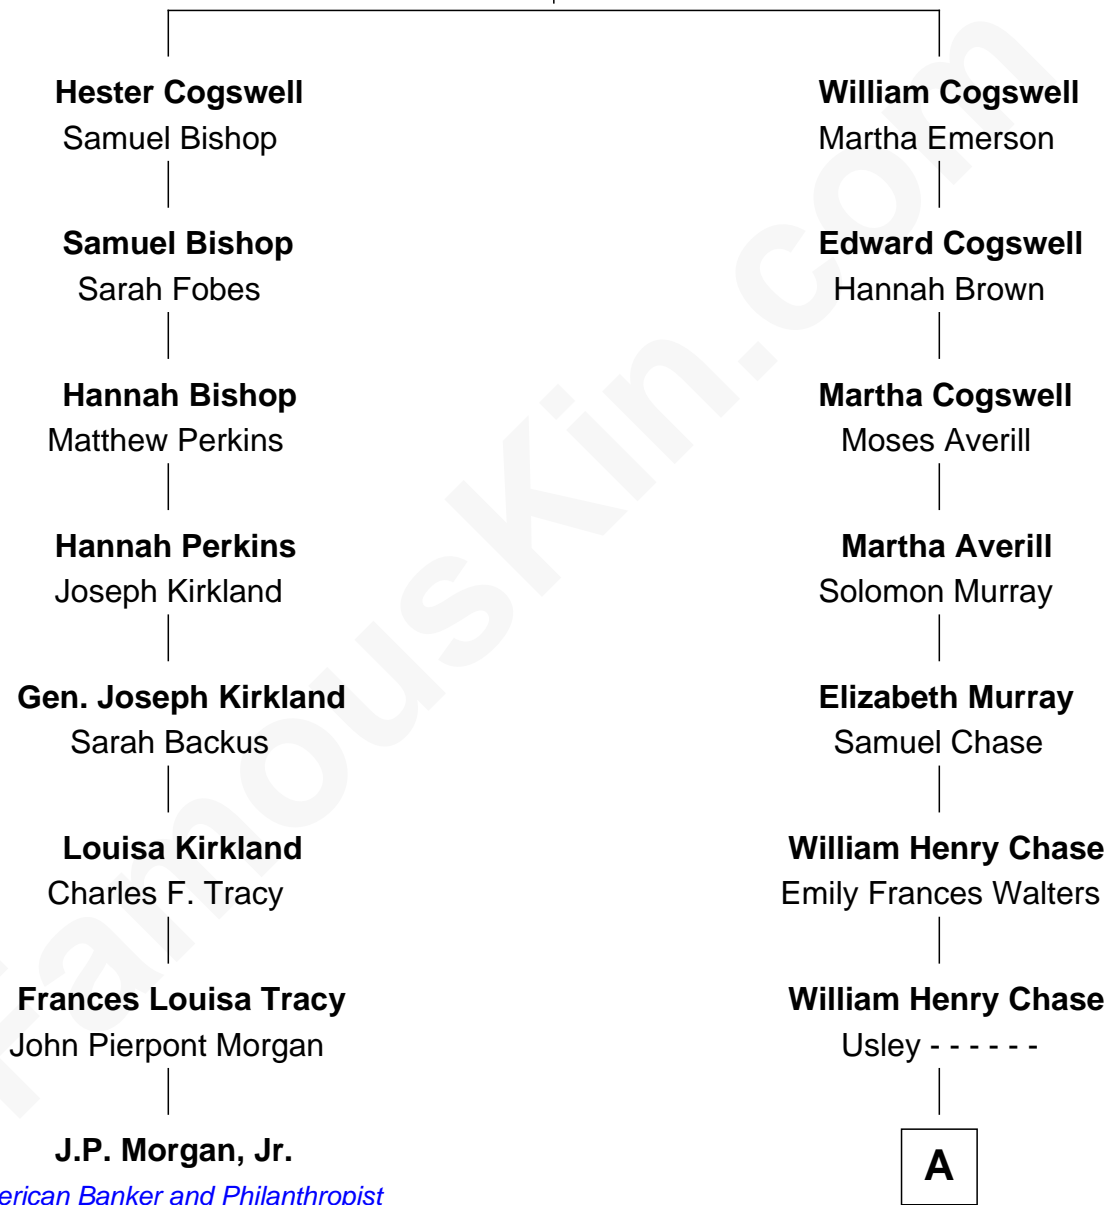 Hester Cogswell
Samuel Bishop
William Cogswell
Martha Emerson
Samuel Bishop
Sarah Fobes
Edward Cogswell
Hannah Brown
Hannah Bishop
Matthew Perkins
Martha Cogswell
Moses Averill
Hannah Perkins
Joseph Kirkland
Martha Averill
Solomon Murray
Gen. Joseph Kirkland
Sarah Backus
Elizabeth Murray
Samuel Chase
Louisa Kirkland
Charles F. Tracy
William Henry Chase
Emily Frances Walters
Frances Louisa Tracy
John Pierpont Morgan
William Henry Chase
Usley - - - - - -
J.P. Morgan, Jr.
erican Banker and Philanthropist
A
FamousKin.com